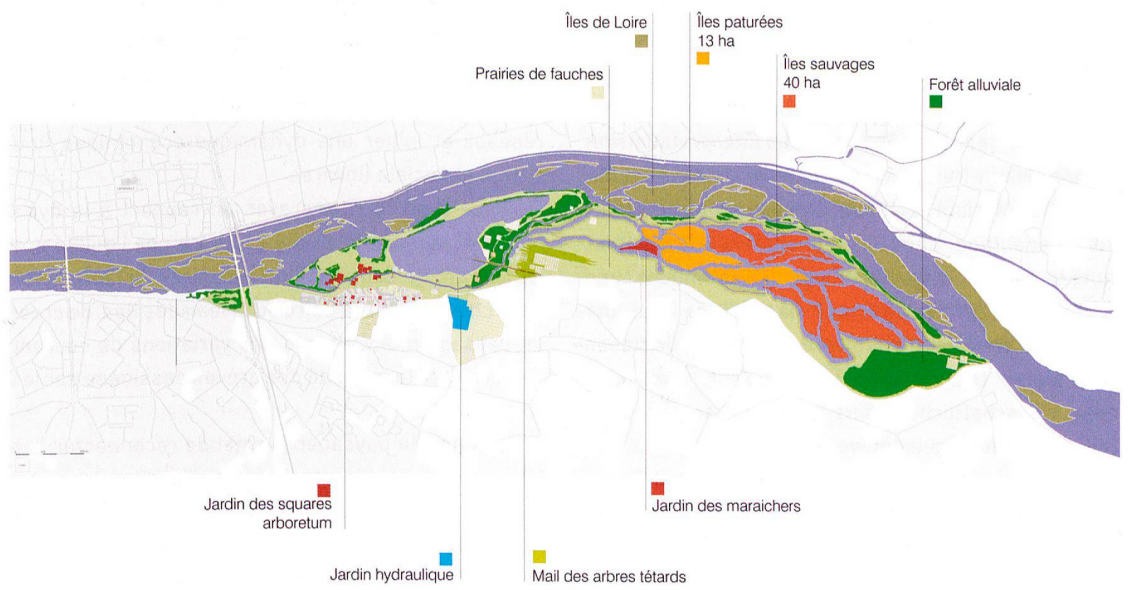 Îles de Loire
Îles paturées
13 ha
Îles sauvages
40 ha
Prairies de fauches
Forêt alluviale
Jardin des squares
arboretum
Jardin des maraichers
Jardin hydraulique
Mail des arbres tétards